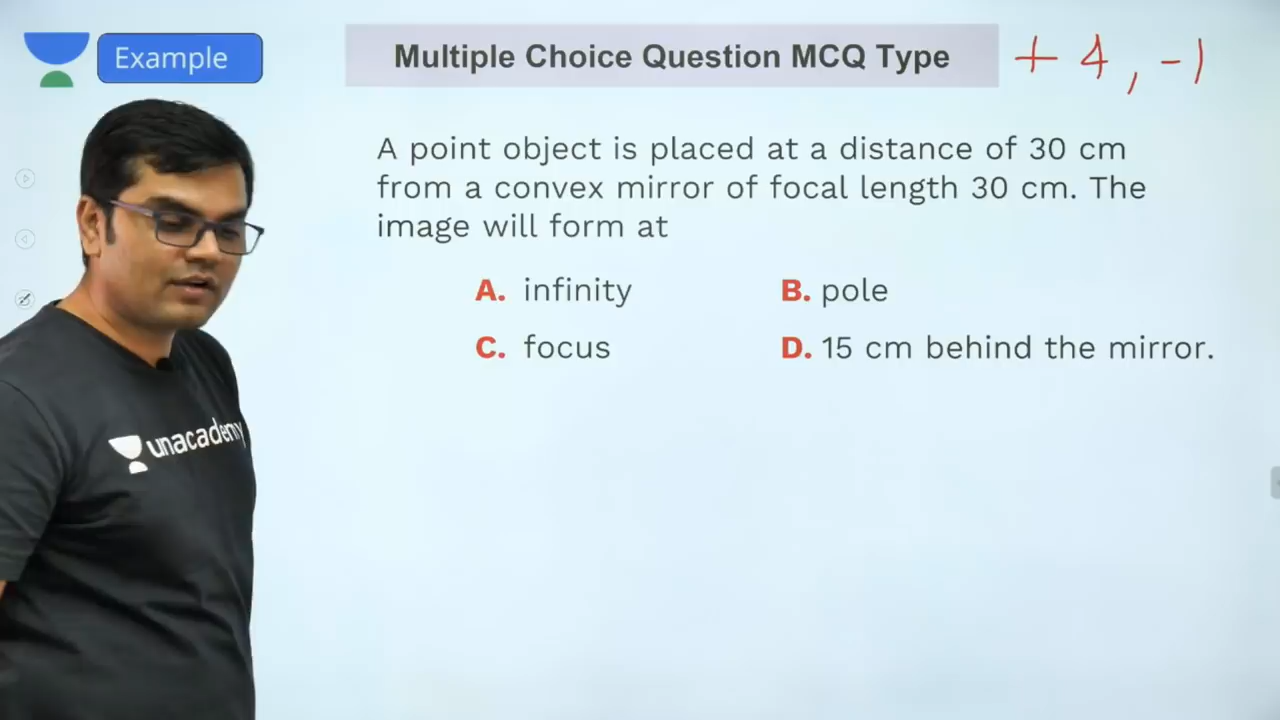 Example
Multiple Choice Question MCQ Type
+ 4, -1
A point object is placed at a distance of 30 cm
from a convex mirror of focal length 30 cm. The
image will form at
A. infinity
B. pole
C. focus
D. 15 cm behind the mirror.
unacademy